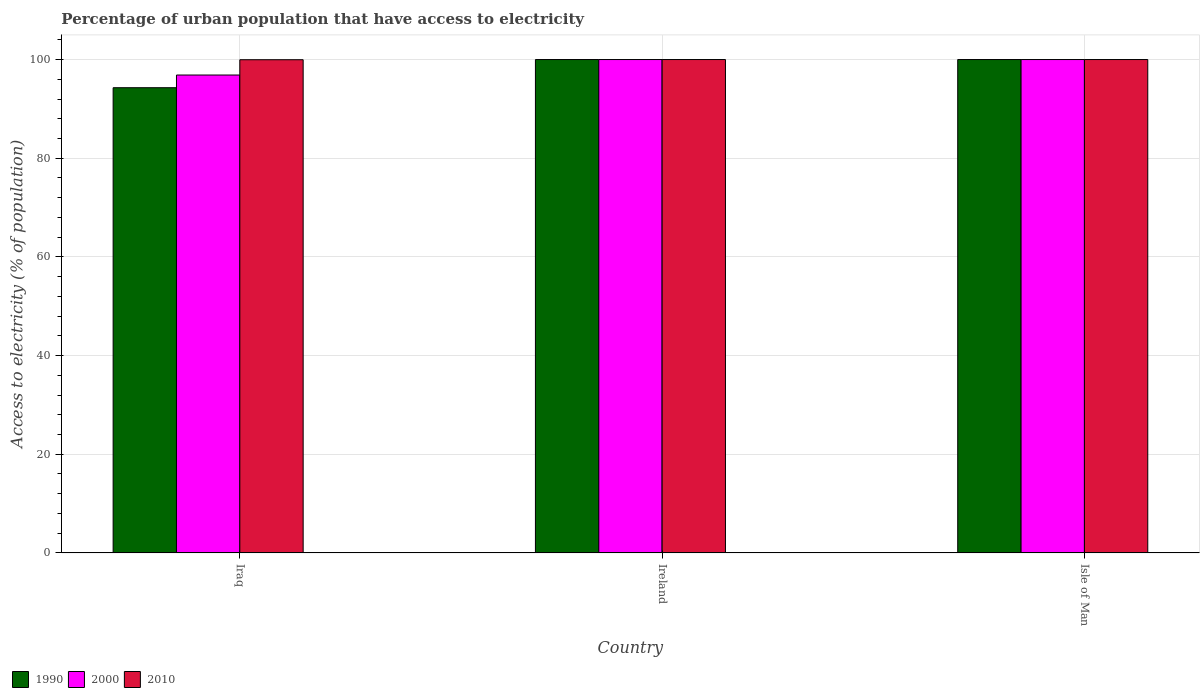 Percentage of urban population that have access to electricity
Access to electricity (% of population)
100
80
60
40
20
0
Iraq
Ireland
Isle of Man
Country
1990 2000 2010